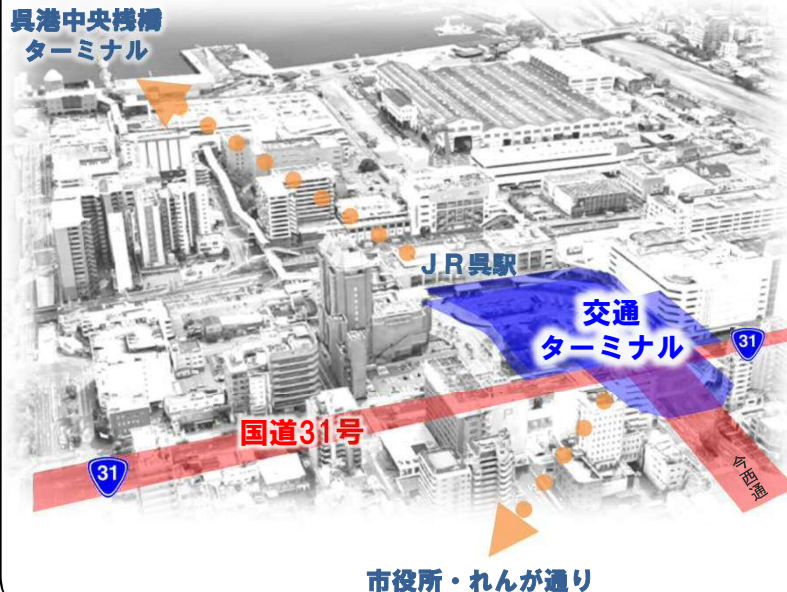 呉港中央桟橋
ターミナル
ＪＲ呉駅
交通
ターミナル
31
国道31号
31
今西通
市役所・れんが通り